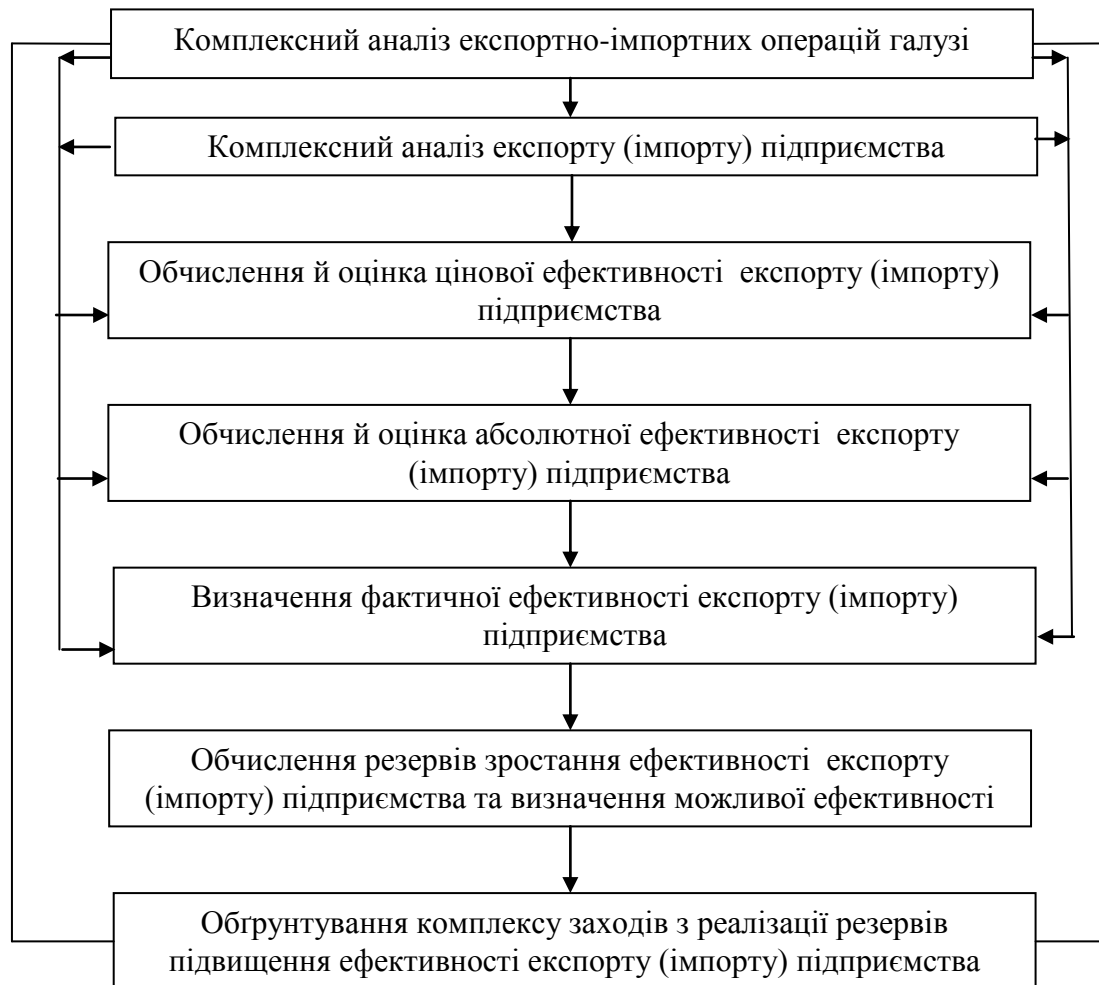 Комплексний аналіз експортно-імпортних операцій галузі
Комплексний аналіз експорту (імпорту) підприємства
Обчислення й оцінка цінової ефективності експорту (імпорту)
підприємства
Обчислення й оцінка абсолютної ефективності експорту
(імпорту) підприємства
Визначення фактичної ефективності експорту (імпорту)
підприємства
Обчислення резервів зростання ефективності експорту
(імпорту) підприємства та визначення можливої ефективності
Обґрунтування комплексу заходів з реалізації резервів
підвищення ефективності експорту (імпорту) підприємства